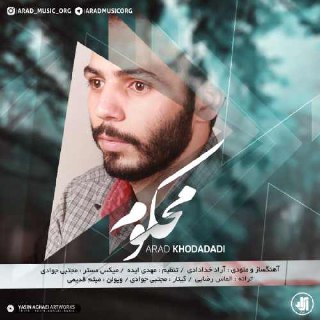 ARAD_MUSIC_ORG ARADMUSICORG
محکوم
ARAD KHODADADI
آهنگساز و ملودی : آراد خدادادی / تنظیم : مهدی ایده / میکس مستر : مجتبی جوادی
ترانه : الماس رضایی / گیتار : مجتبی جوادی / ویولن : میثم قدیمی
YASIN AGHAEI ARTWORKS